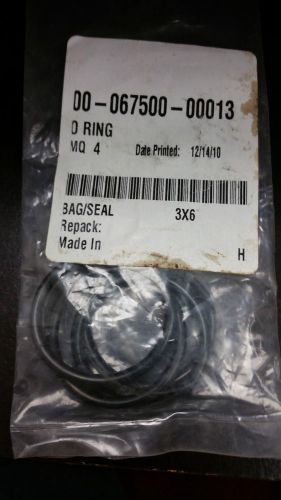 00-067500-00013
O RING
MQ 4 Date Printed: 12/14/10
BAG/SEAL 3X6
Repack:
Made In
H